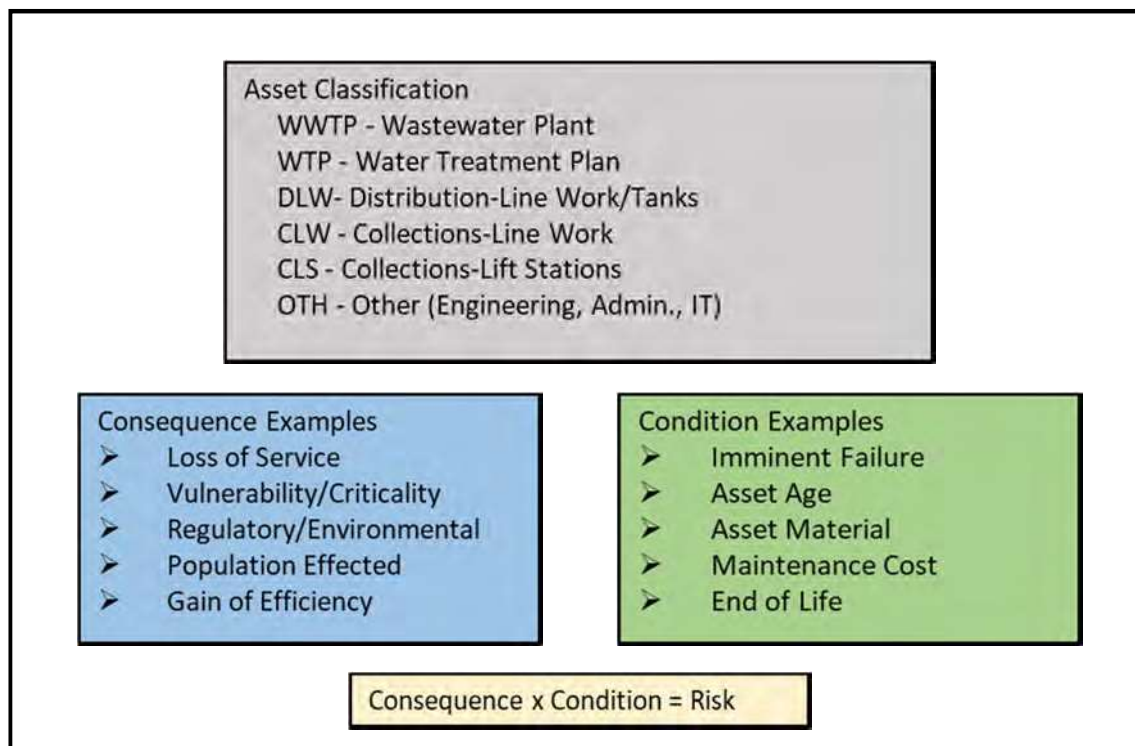 Asset Classification
WWTP - Wastewater Plant
WTP - Water Treatment Plan
DLW- Distribution-Line Work/Tanks
CLW - Collections-Line Work
CLS - Collections-Lift Stations
OTH - Other (Engineering, Admin., IT)
Consequence Examples
➤ Loss of Service
➤ Vulnerability/Criticality
➤ Regulatory/Environmental
➤ Population Effected
➤ Gain of Efficiency
Condition Examples
➤ Imminent Failure
➤ Asset Age
➤ Asset Material
➤ Maintenance Cost
➤ End of Life
Consequence x Condition = Risk